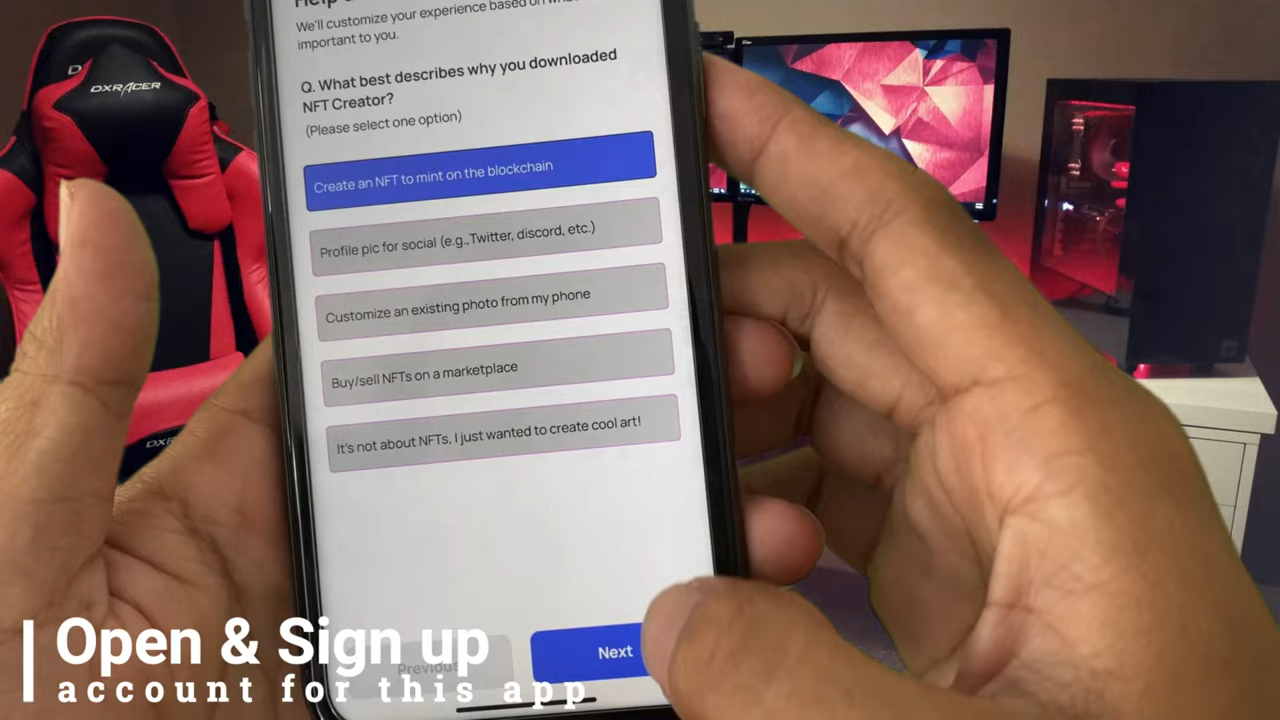 We'll customize your experience based on what
important to you.
Q. What best describes why you downloaded
NFT Creator?
(Please select one option)
Create an NFT to mint on the blockchain
Profile pic for social (e.g.,Twitter, discord, etc.)
Customize an existing photo from my phone
Buy/sell NFTs on a marketplace
It's not about NFTs, I just wanted to create cool art!
Previous
Next
DXRACER
Open & Sign up
account for this app